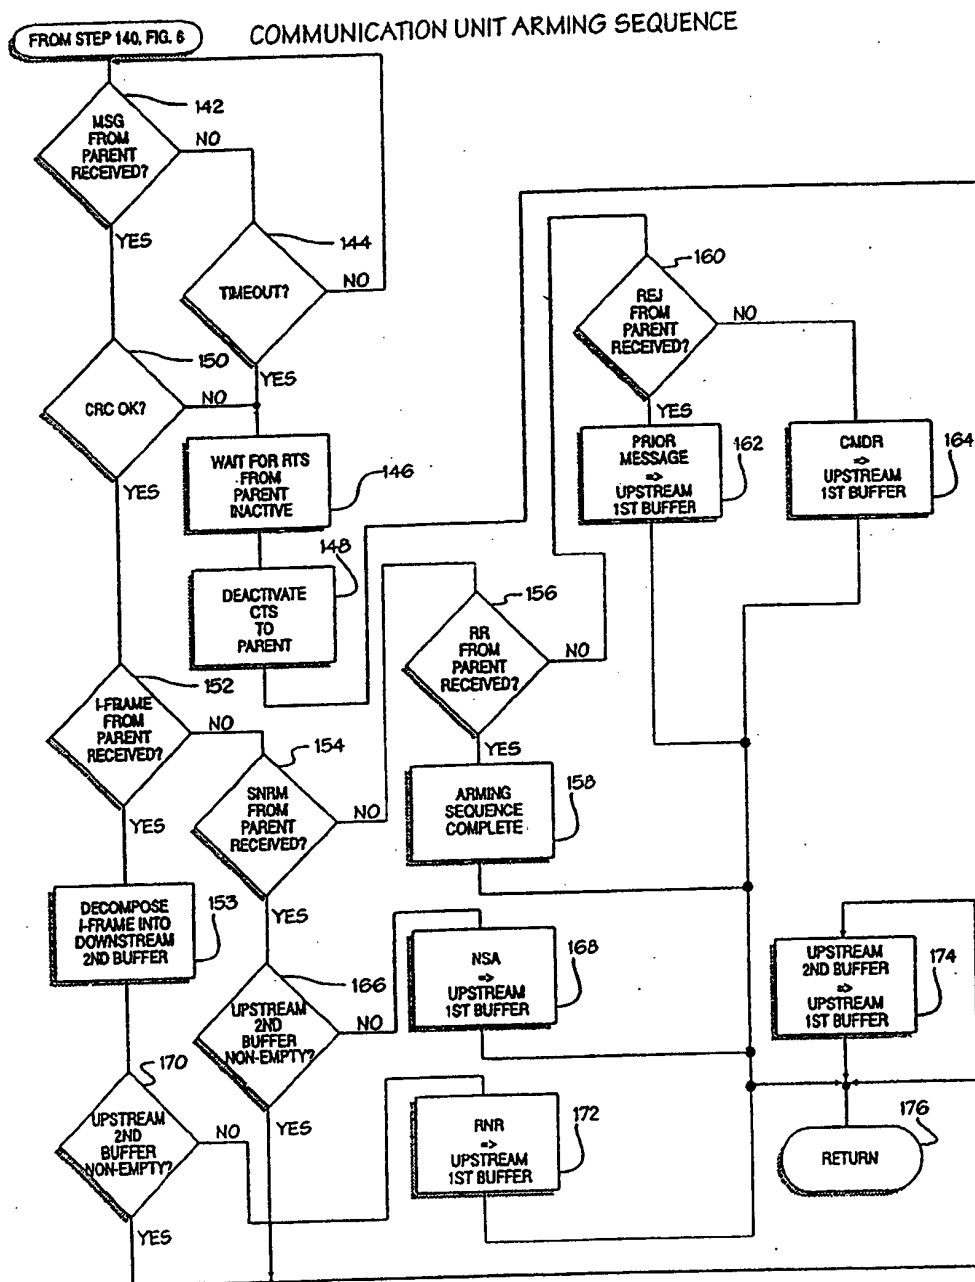 COMMUNICATION UNIT ARMING SEQUENCE
FROM STEP 140, FIG. 6
142
MSG
FROM
PARENT
RECEIVED?
NO
YES
144
TIMEOUT?
NO
YES
150
CRC OK?
NO
YES
WAIT FOR RTS
FROM
PARENT
INACTIVE
146
148
DEACTIVATE
CTS
TO
PARENT
152
I-FRAME
FROM
PARENT
RECEIVED?
NO
YES
DECOMPOSE
I-FRAME INTO
DOWNSTREAM
2ND BUFFER
153
154
SNRM
FROM
PARENT
RECEIVED?
NO
YES
156
RR
FROM
PARENT
RECEIVED?
NO
YES
ARMING
SEQUENCE
COMPLETE
158
160
REJ
FROM
PARENT
RECEIVED?
NO
YES
PRIOR
MESSAGE
=>
UPSTREAM
1ST BUFFER
162
CMDR
=>
UPSTREAM
1ST BUFFER
164
166
UPSTREAM
2ND
BUFFER
NON-EMPTY?
NO
YES
NSA
=>
UPSTREAM
1ST BUFFER
168
170
UPSTREAM
2ND
BUFFER
NON-EMPTY?
NO
YES
RNR
=>
UPSTREAM
1ST BUFFER
172
UPSTREAM
2ND BUFFER
=>
UPSTREAM
1ST BUFFER
174
176
RETURN